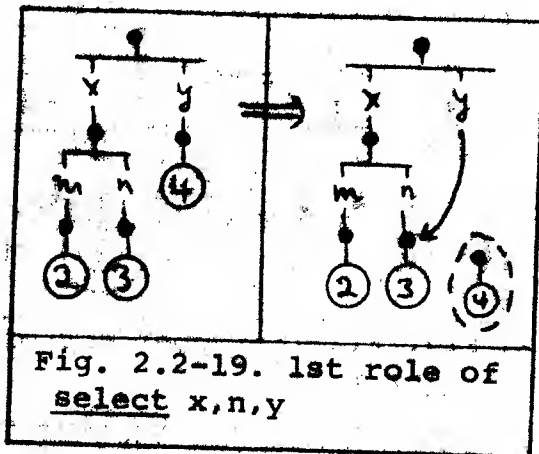 x y x y
m n 4 m n
2 3 2 3 4
Fig. 2.2-19. 1st role of
select x,n,y